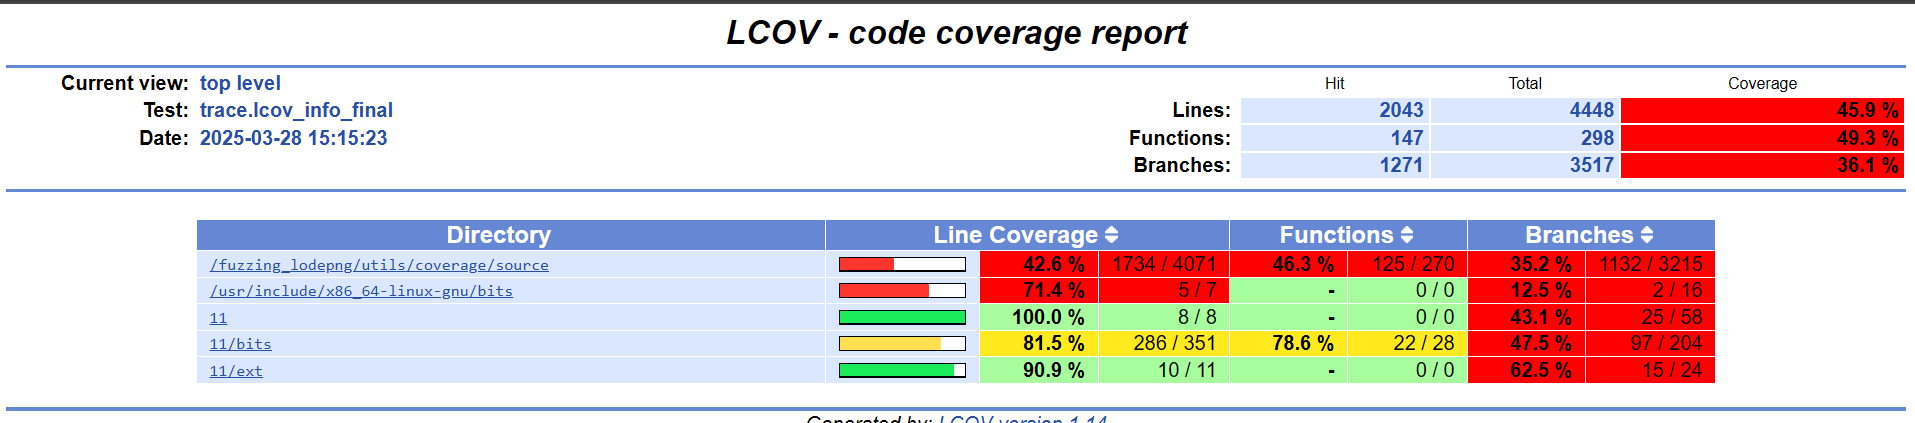 LCOV - code coverage report
Current view: top level
Test: trace.lcov_info_final
Date: 2025-03-28 15:15:23
Hit Total Coverage
Lines: 2043 4448 45.9 %
Functions: 147 298 49.3 %
Branches: 1271 3517 36.1 %
Directory Line Coverage Functions Branches
/fuzzing_lodepng/utils/coverage/source 42.6 % 1734 / 4071 46.3 % 125 / 270 35.2 % 1132 / 3215
/usr/include/x86_64-linux-gnu/bits 71.4 % 5 / 7 - 0 / 0 12.5 % 2 / 16
11 100.0 % 8 / 8 - 0 / 0 43.1 % 25 / 58
11/bits 81.5 % 286 / 351 78.6 % 22 / 28 47.5 % 97 / 204
11/ext 90.9 % 10 / 11 - 0 / 0 62.5 % 15 / 24
Generated by: LCOV version 1.14